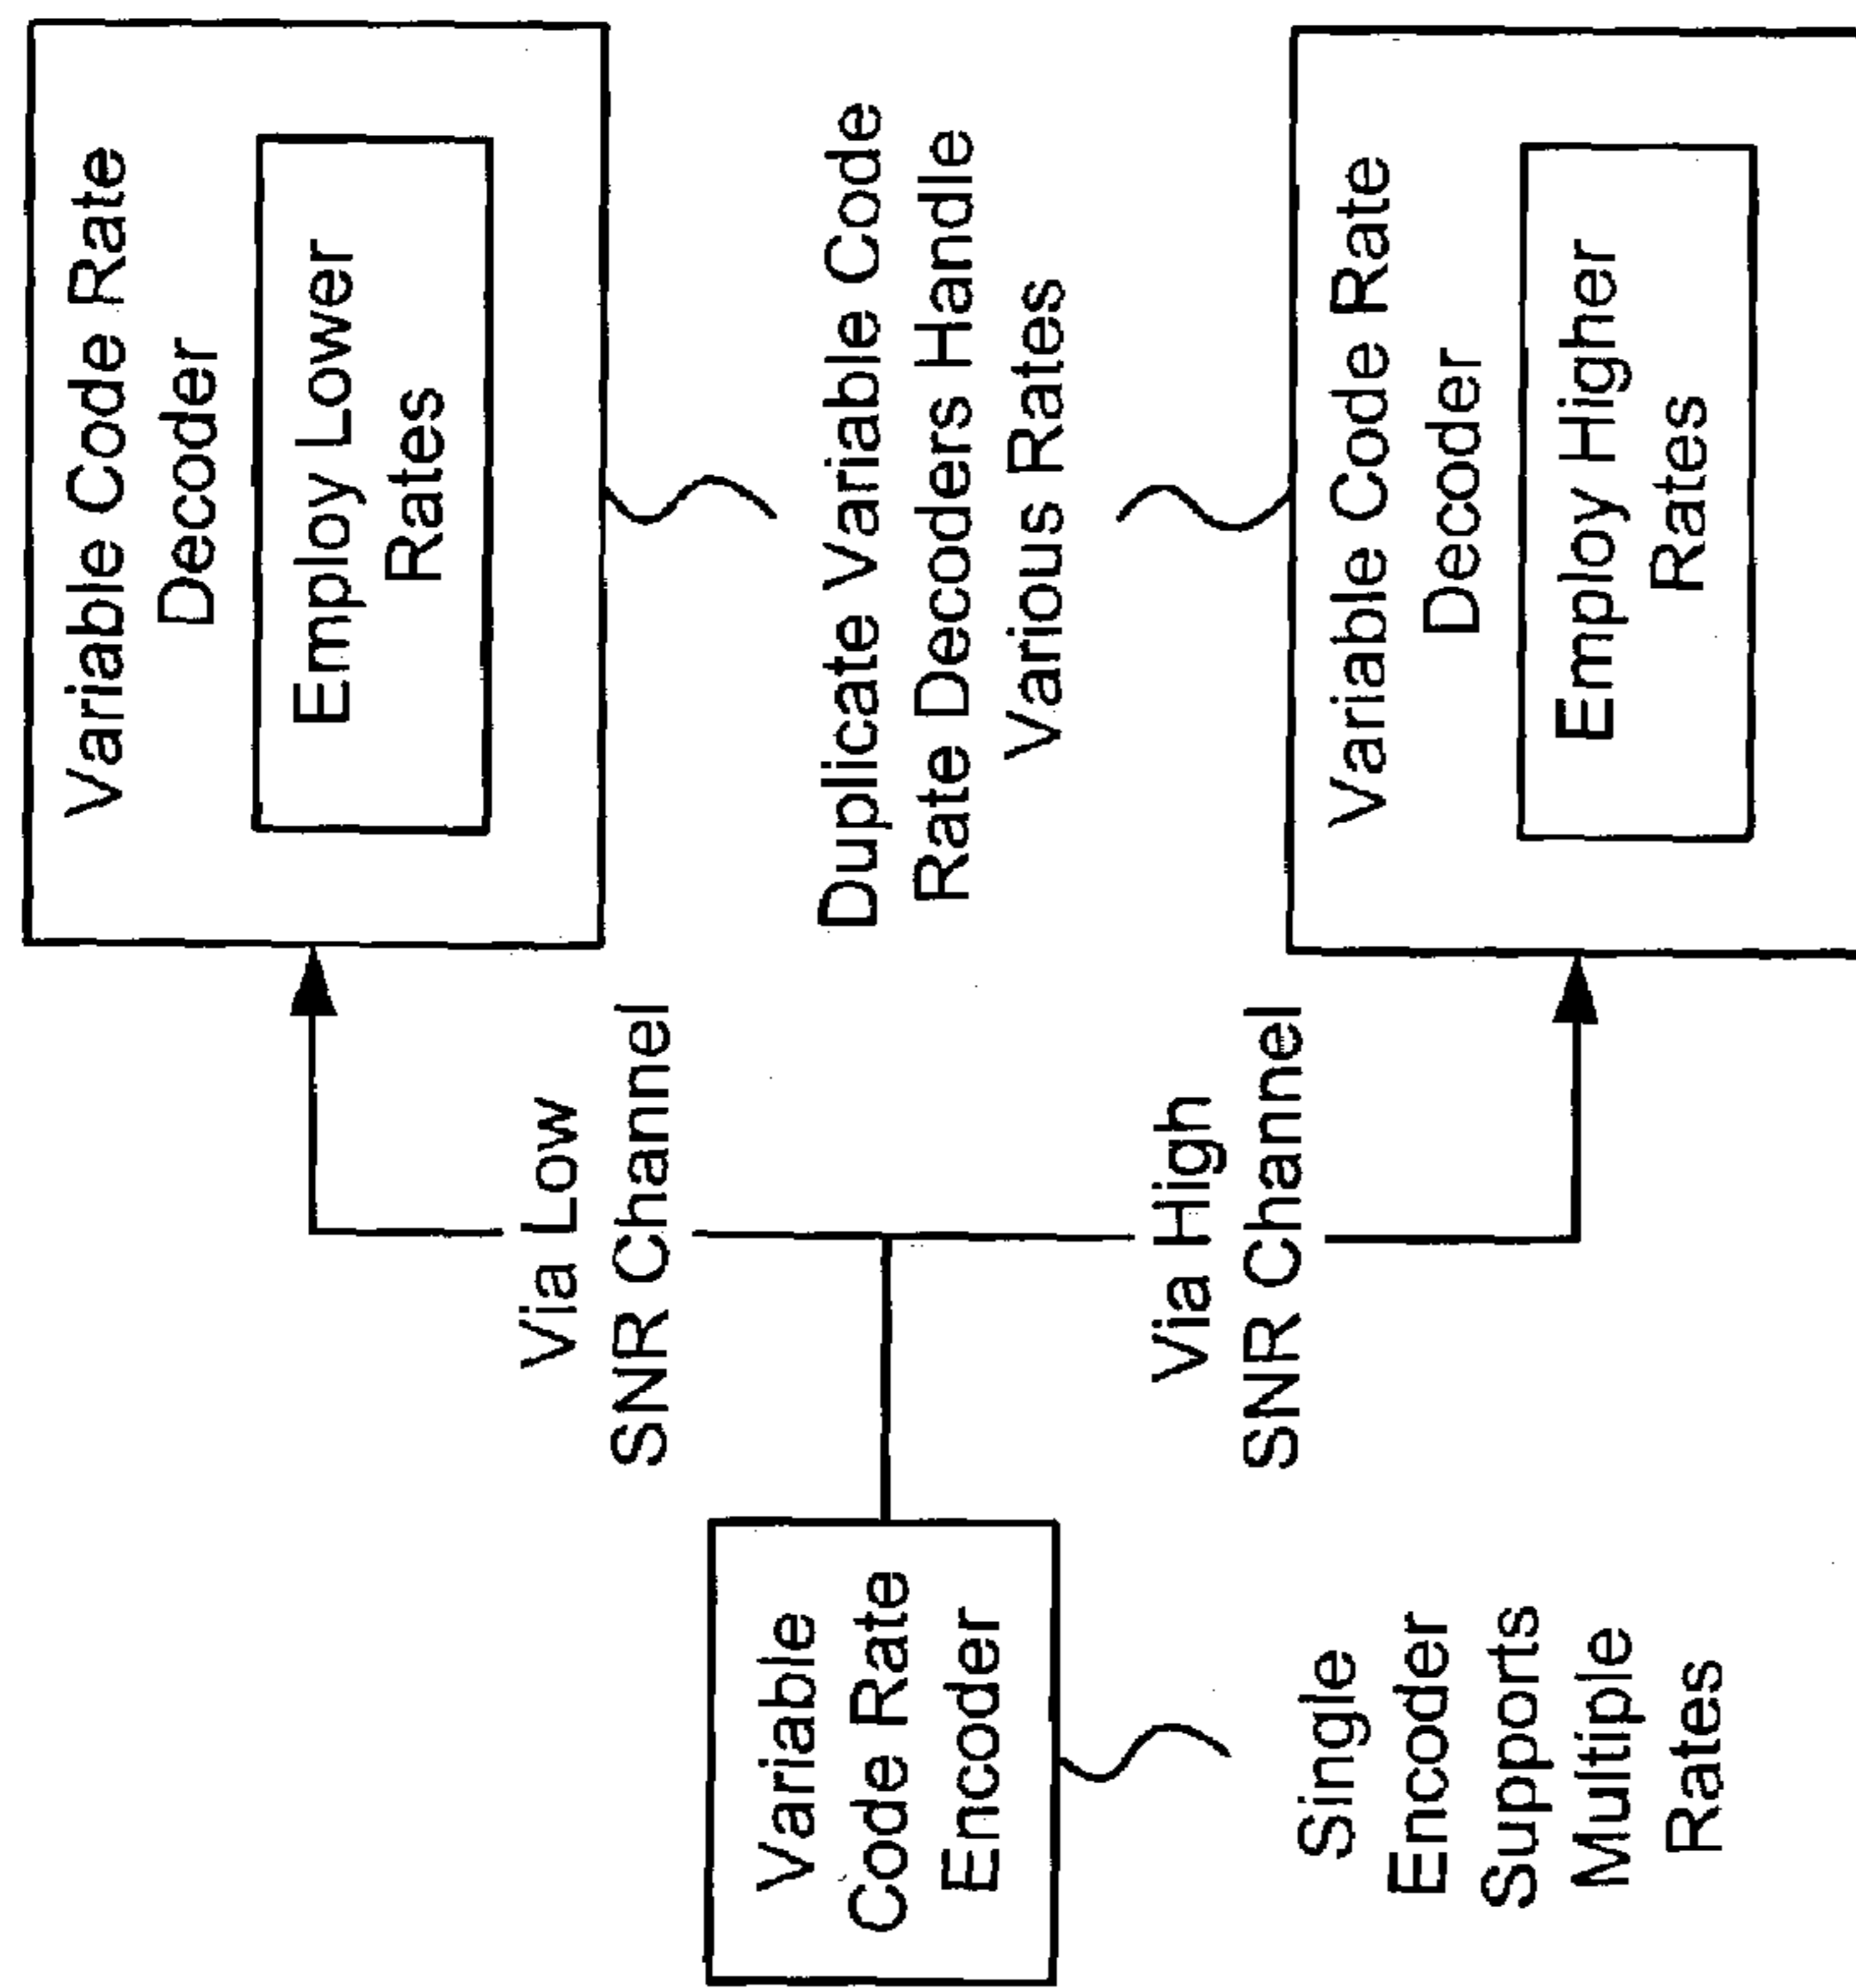 Variable Code Rate
Decoder
Employ Lower
Rates
Via Low
SNR Channel
Duplicate Variable Code
Rate Decoders Handle
Various Rates
Variable
Code Rate
Encoder
Via High
SNR Channel
Single
Encoder
Supports
Multiple
Rates
Variable Code Rate
Decoder
Employ Higher
Rates